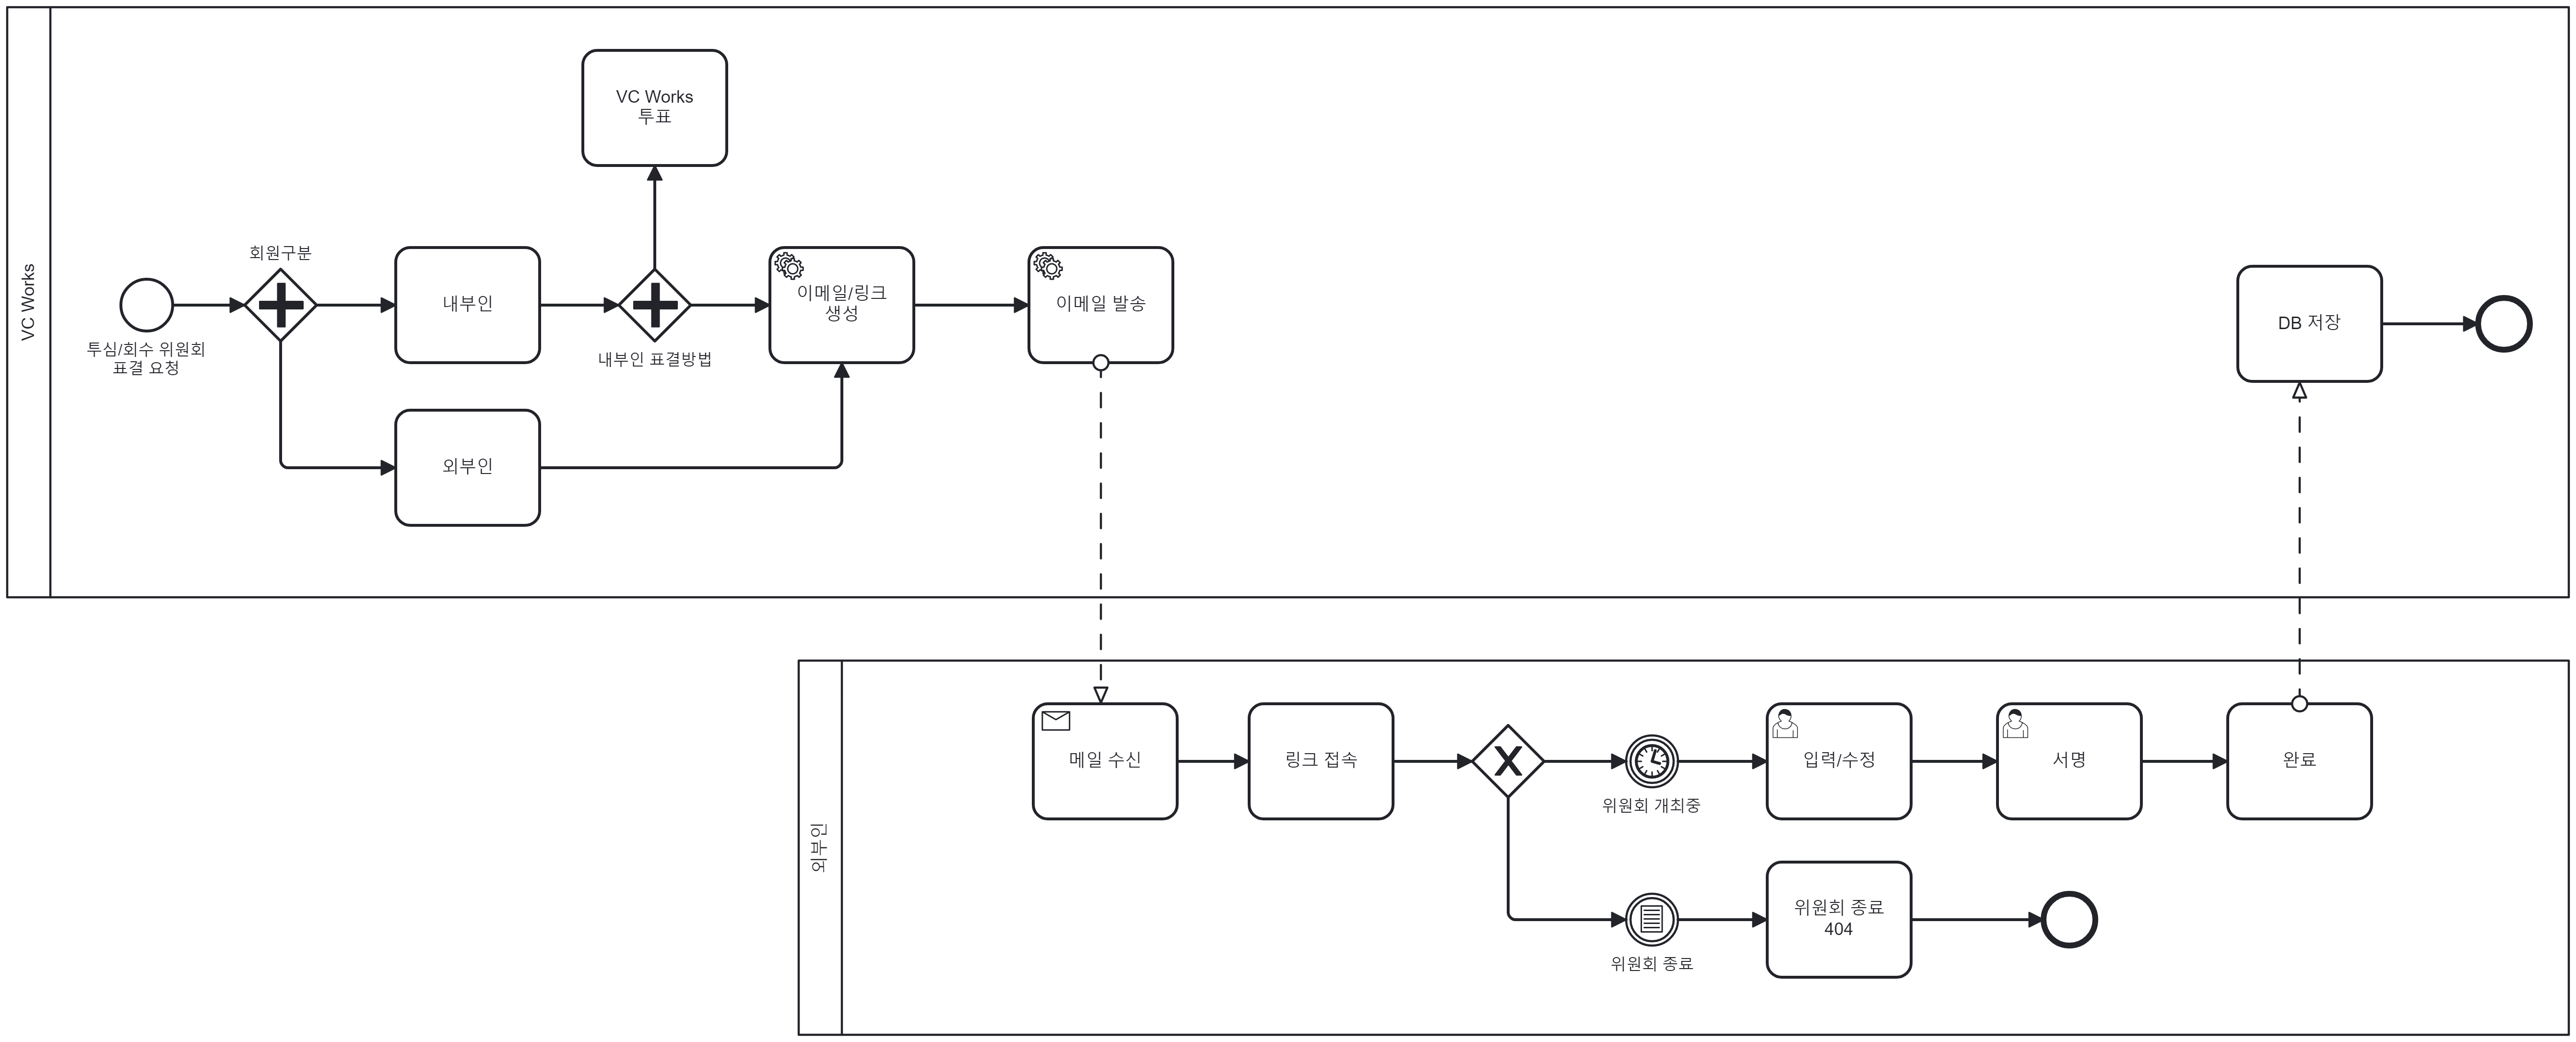 VC Works
VC Works
투표
회원구분
내부인
이메일/링크
생성
이메일 발송
투심/회수 위원회
표결 요청
내부인 표결방법
외부인
DB 저장
외부인
메일 수신
링크 접속
위원회 개최중
입력/수정
서명
완료
위원회 종료
위원회 종료
404